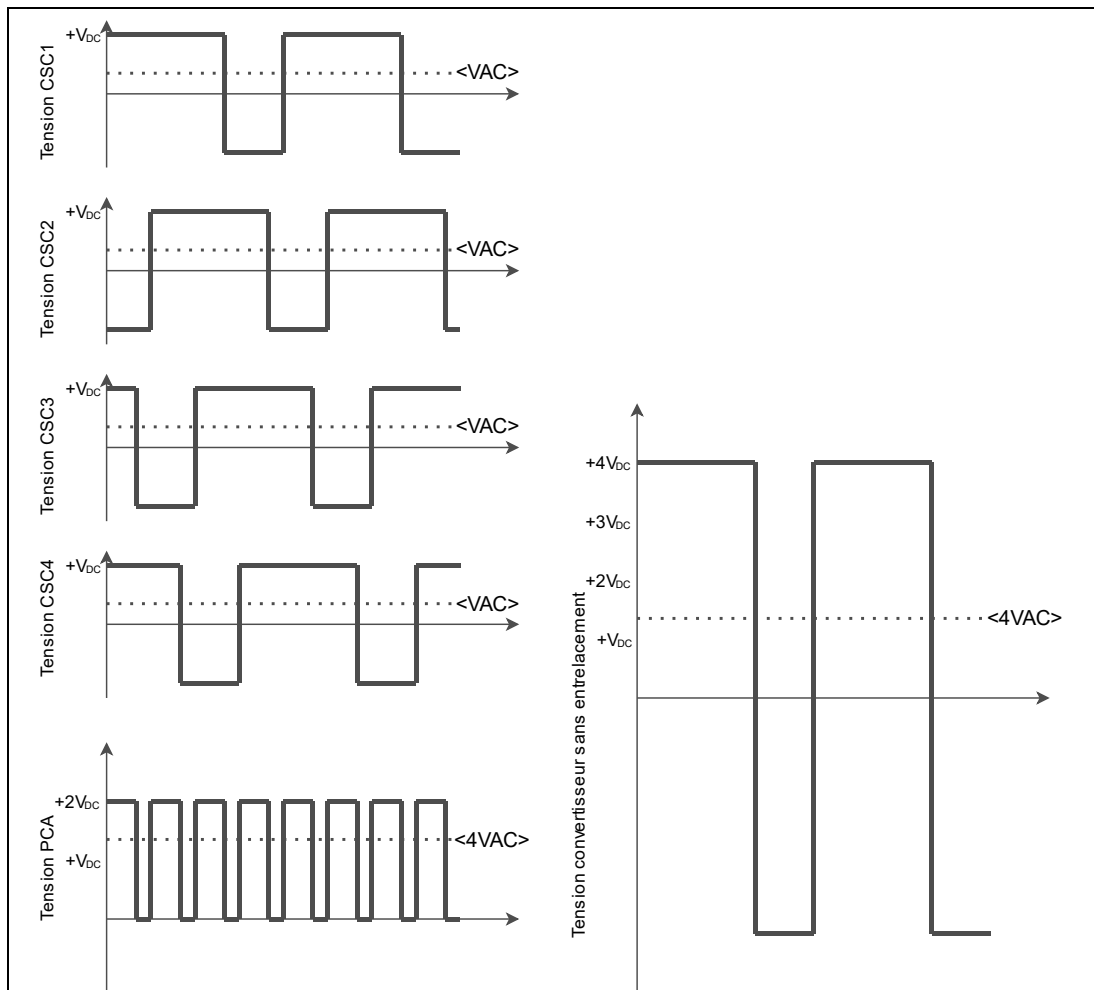 Tension CSC1
+VDC
<VAC>
Tension CSC2
+VDC
<VAC>
Tension CSC3
+VDC
<VAC>
Tension CSC4
+VDC
<VAC>
Tension PCA
+2VDC
+VDC
<4VAC>
Tension convertisseur sans entrelacement
+4VDC
+3VDC
+2VDC
+VDC
<4VAC>